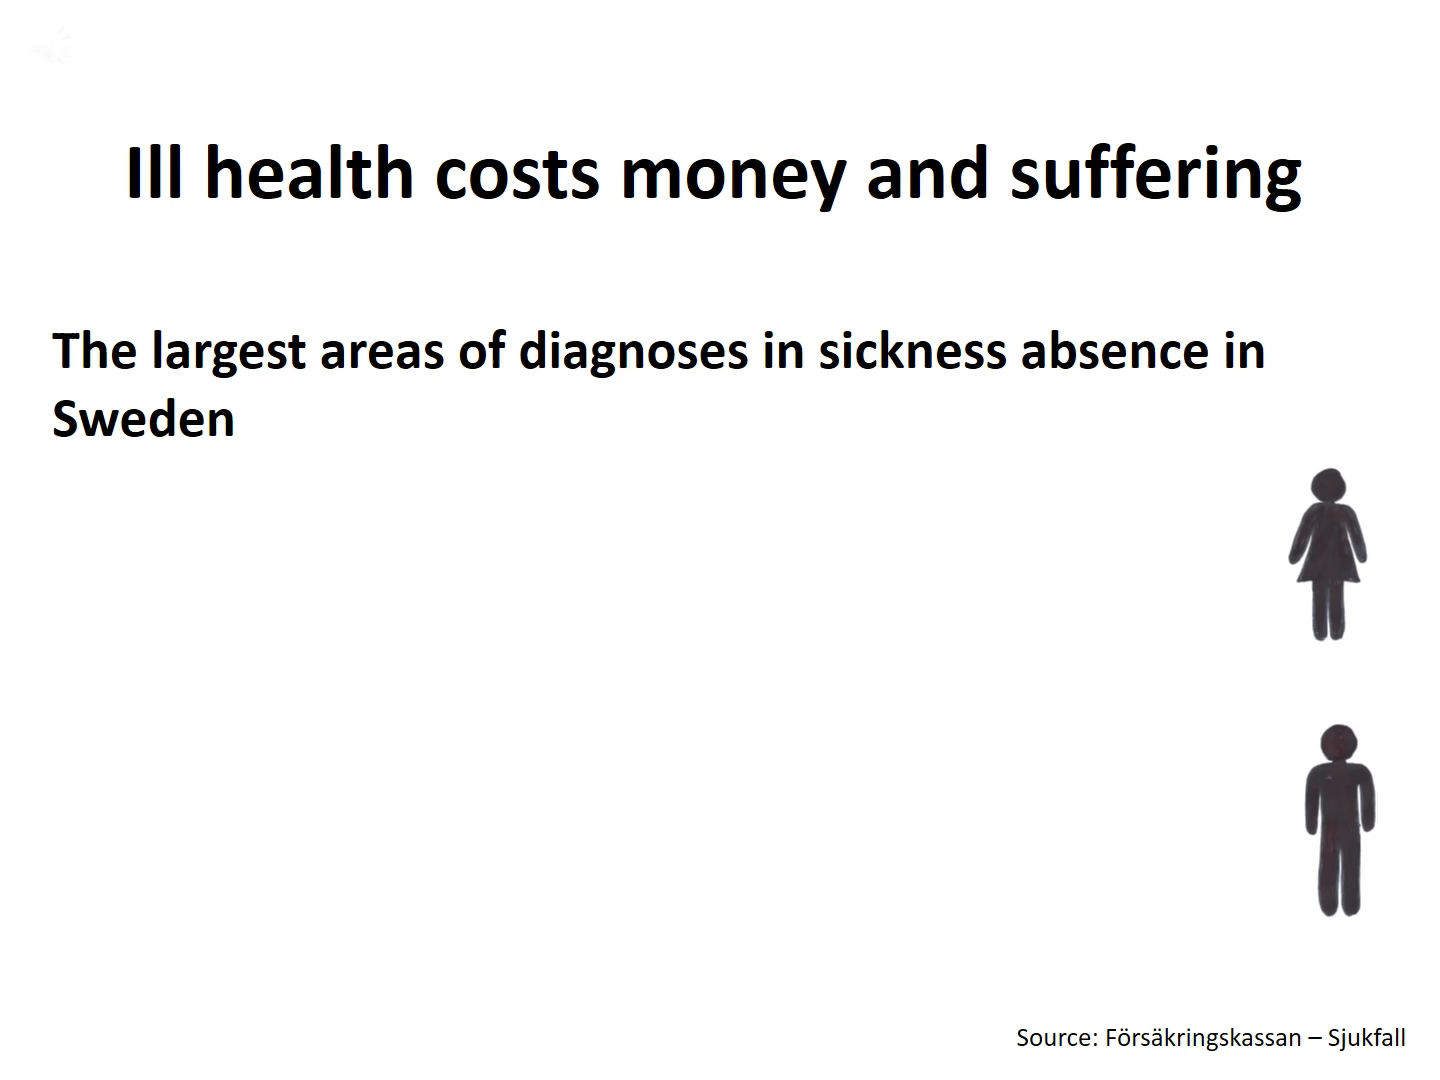 Ill health costs money and suffering
The largest areas of diagnoses in sickness absence in
Sweden
Source: Försäkringskassan – Sjukfall